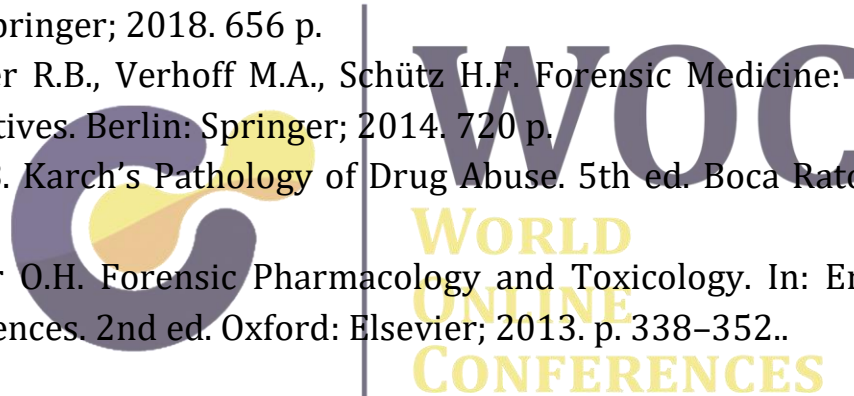 pringer; 2018. 656 p.
er R.B., Verhoff M.A., Schütz H.F. Forensic Medicine:
tives. Berlin: Springer; 2014. 720 p.
. Karch’s Pathology of Drug Abuse. 5th ed. Boca Rato
r O.H. Forensic Pharmacology and Toxicology. In: En
ences. 2nd ed. Oxford: Elsevier; 2013. p. 338–352..
WOC
WORLD
ONLINE
CONFERENCES